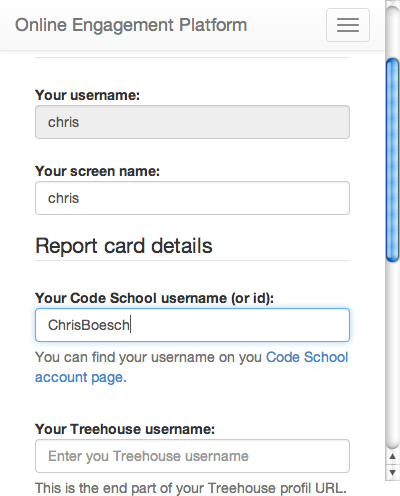 Online Engagement Platform
Your username:
chris
Your screen name:
chris
Report card details
Your Code School username (or id):
ChrisBoesch
You can find your username on you Code School
account page.
Your Treehouse username:
Enter you Treehouse username
This is the end part of your Treehouse profil URL.